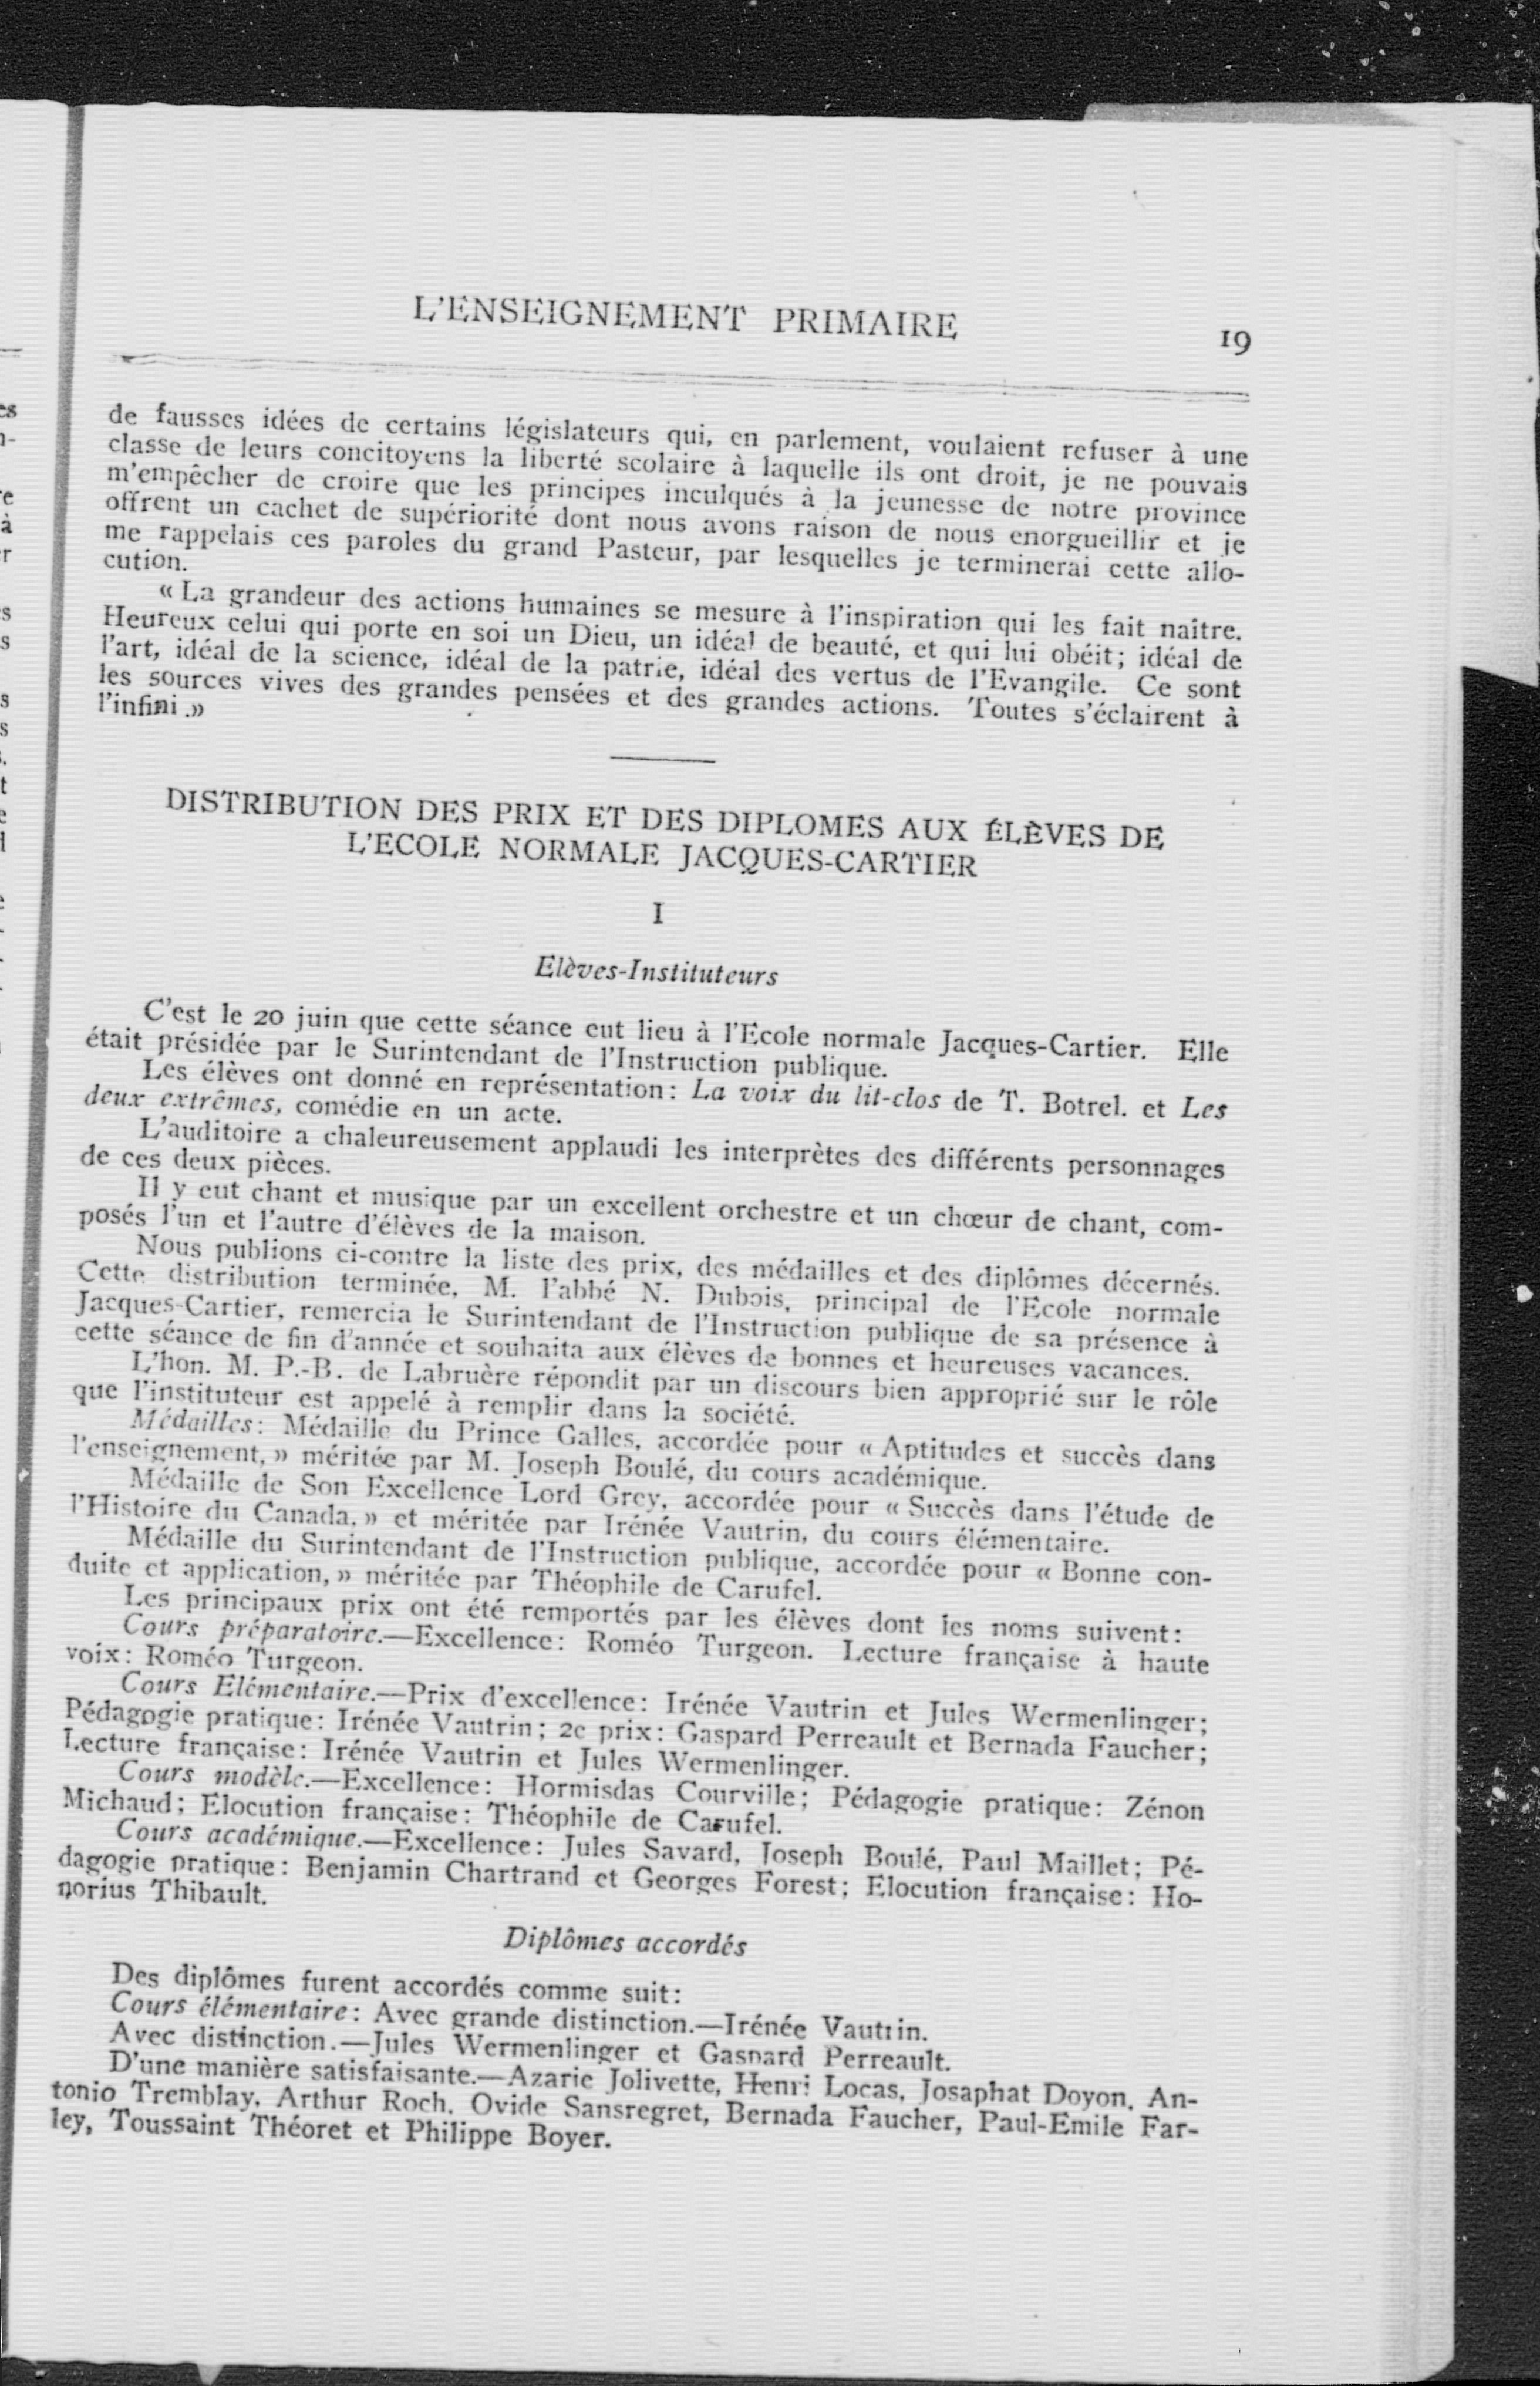 L'ENSEIGNEMENT PRIMAIRE 19
de fausses idées de certains législateurs qui, en parlement, voulaient refuser à une
classe de leurs concitoyens la liberté scolaire à laquelle ils ont droit, je ne pouvais
m'empêcher de croire que les principes inculqués à la jeunesse de notre province
offrent un cachet de supériorité dont nous avons raison de nous enorgueillir et je
me rappelais ces paroles du grand Pasteur, par lesquelles je terminerai cette allo-
cution.
« La grandeur des actions humaines se mesure à l'inspiration qui les fait naître.
Heureux celui qui porte en soi un Dieu, un idéal de beauté, et qui lui obéit; idéal de
l'art, idéal de la science, idéal de la patrie, idéal des vertus de l'Evangile. Ce sont
les sources vives des grandes pensées et des grandes actions. Toutes s'éclairent à
l'infini.»
DISTRIBUTION DES PRIX ET DES DIPLOMES AUX ÉLÈVES DE
L'ECOLE NORMALE JACQUES-CARTIER
I
Elèves-Instituteurs
C'est le 20 juin que cette séance eut lieu à l'Ecole normale Jacques-Cartier. Elle
était présidée par le Surintendant de l'Instruction publique.
Les élèves ont donné en représentation: La voix du lit-clos de T. Botrel. et Les
deux extrêmes, comédie en un acte.
L'auditoire a chaleureusement applaudi les interprètes des différents personnages
de ces deux pièces.
Il y eut chant et musique par un excellent orchestre et un chœur de chant, com-
posés l'un et l'autre d'élèves de la maison.
Nous publions ci-contre la liste des prix, des médailles et des diplômes décernés.
Cette distribution terminée, M. l'abbé N. Dubois, principal de l'Ecole normale
Jacques-Cartier, remercia le Surintendant de l'Instruction publique de sa présence à
cette séance de fin d'année et souhaita aux élèves de bonnes et heureuses vacances.
L'hon. M. P.-B. de Labruère répondit par un discours bien approprié sur le rôle
que l'instituteur est appelé à remplir dans la société.
Médailles: Médaille du Prince Galles, accordée pour « Aptitudes et succès dans
l'enseignement, » méritée par M. Joseph Boulé, du cours académique.
Médaille de Son Excellence Lord Grey, accordée pour « Succès dans l'étude de
l'Histoire du Canada, » et méritée par Irénée Vautrin, du cours élémentaire.
Médaille du Surintendant de l'Instruction publique, accordée pour « Bonne con-
duite et application, » méritée par Théophile de Carufel.
Les principaux prix ont été remportés par les élèves dont les noms suivent:
Cours préparatoire.—Excellence: Roméo Turgeon. Lecture française à haute
voix: Roméo Turgeon.
Cours Elémentaire.—Prix d'excellence: Irénée Vautrin et Jules Wermenlinger;
Pédagogie pratique: Irénée Vautrin; 2e prix: Gaspard Perreault et Bernada Faucher;
Lecture française: Irénée Vautrin et Jules Wermenlinger.
Cours modèle.—Excellence: Hormisdas Courville; Pédagogie pratique: Zénon
Michaud; Elocution française: Théophile de Carufel.
Cours académique.—Excellence: Jules Savard, Joseph Boulé, Paul Maillet; Pé-
dagogie pratique: Benjamin Chartrand et Georges Forest; Elocution française: Ho-
norius Thibault.
Diplômes accordés
Des diplômes furent accordés comme suit:
Cours élémentaire: Avec grande distinction.—Irénée Vautrin.
Avec distinction.—Jules Wermenlinger et Gaspard Perreault.
D'une manière satisfaisante.—Azarie Jolivette, Henri Locas, Josaphat Doyon, An-
tonio Tremblay, Arthur Roch, Ovide Sansregret, Bernada Faucher, Paul-Emile Far-
ley, Toussaint Théoret et Philippe Boyer.